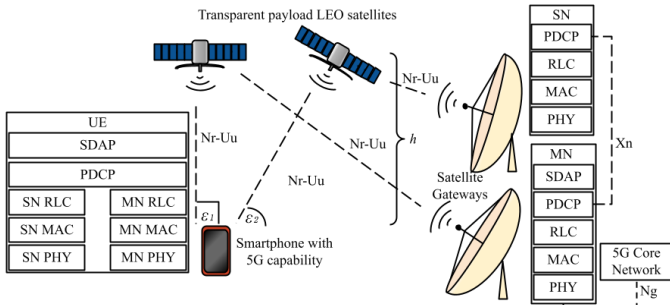 Transparent payload LEO satellites
SN
PDCP
RLC
MAC
PHY
Nr-Uu
Xn
UE
SDAP
PDCP
SN RLC
MN RLC
SN MAC
MN MAC
SN PHY
MN PHY
Nr-Uu
Nr-Uu
Nr-Uu
h
ε1
ε2
Smartphone with
5G capability
Satellite
Gateways
MN
SDAP
PDCP
RLC
MAC
PHY
5G Core
Network
Ng